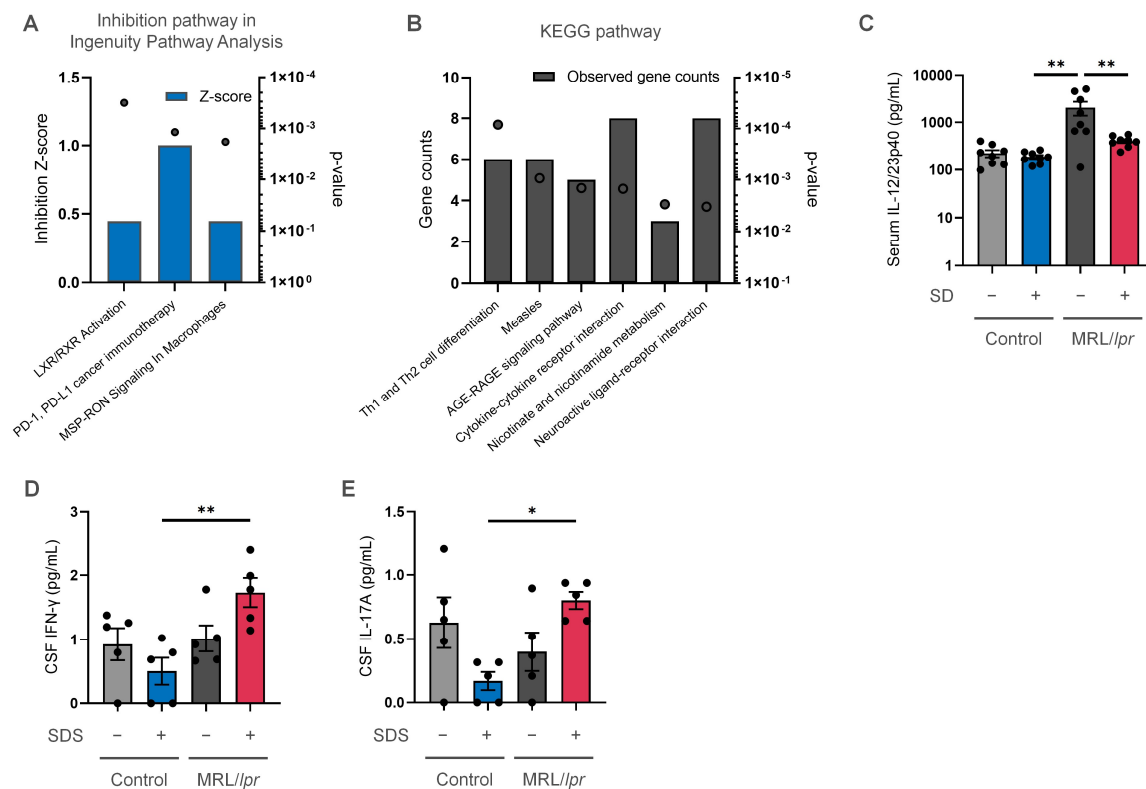 A
Inhibition pathway in
Ingenuity Pathway Analysis
Inhibition Z-score
1.5
1.0
0.5
0.0
Z-score
1×10⁻⁴
1×10⁻³
1×10⁻²
1×10⁻¹
1×10⁰
p-value
LXR/RXR Activation
PD-1, PD-L1 cancer immunotherapy
MSP-RON Signaling In Macrophages
B
KEGG pathway
Gene counts
10
8
6
4
2
0
Observed gene counts
1×10⁻⁵
1×10⁻⁴
1×10⁻³
1×10⁻²
1×10⁻¹
p-value
Th1 and Th2 cell differentiation
Measles
AGE-RAGE signaling pathway
Cytokine-cytokine receptor interaction
Nicotinate and nicotinamide metabolism
Neuroactive ligand-receptor interaction
C
Serum IL-12/23p40 (pg/mL)
10000
1000
100
10
1
** **
SD − + − +
Control MRL/lpr
D
CSF IFN-γ (pg/mL)
3
2
1
0
**
SDS − + − +
Control MRL/lpr
E
CSF IL-17A (pg/mL)
1.5
1.0
0.5
0.0
*
SDS − + − +
Control MRL/lpr